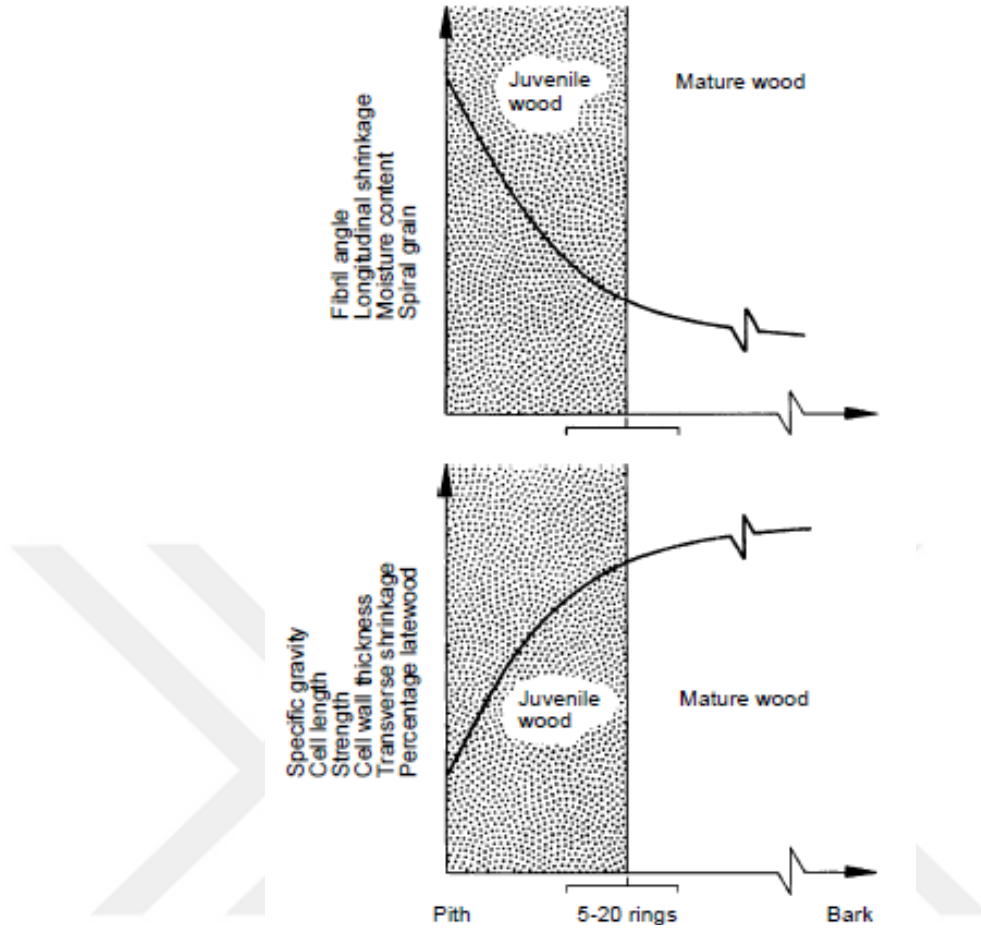 Juvenile
wood
Mature wood
Fibril angle
Longitudinal shrinkage
Moisture content
Spiral grain
Juvenile
wood
Mature wood
Specific gravity
Cell length
Strength
Cell wall thickness
Transverse shrinkage
Percentage latewood
Pith
5-20 rings
Bark